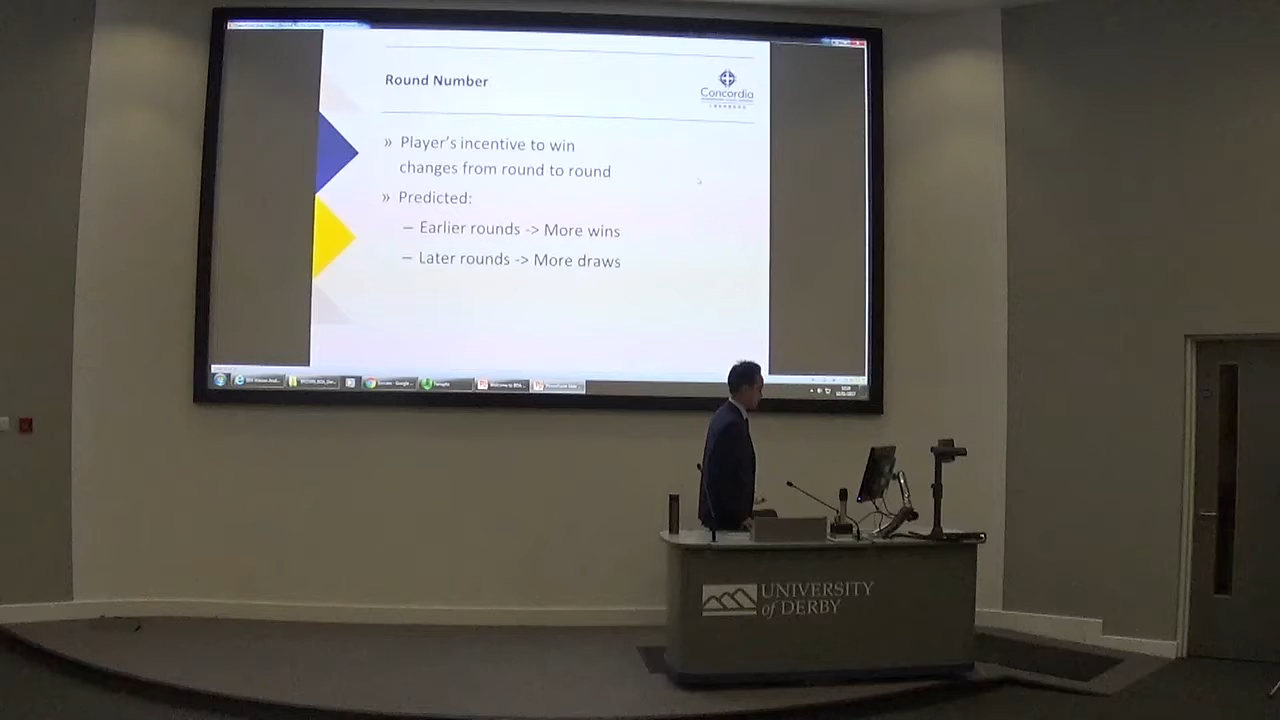 Round Number
Concordia
» Player's incentive to win
changes from round to round
» Predicted:
– Earlier rounds -> More wins
– Later rounds -> More draws
UNIVERSITY
of DERBY